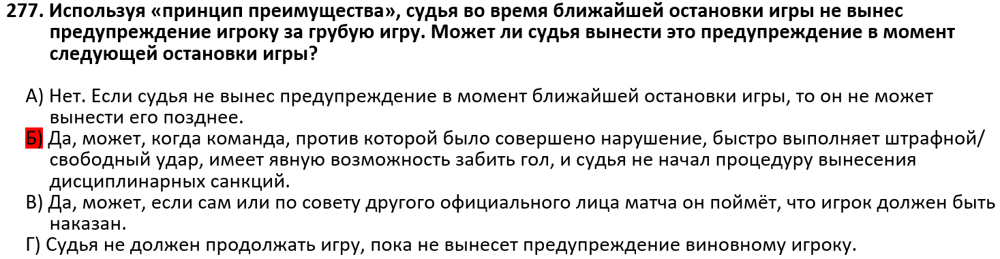 277. Используя «принцип преимущества», судья во время ближайшей остановки игры не вынес
предупреждение игроку за грубую игру. Может ли судья вынести это предупреждение в момент
следующей остановки игры?
А) Нет. Если судья не вынес предупреждение в момент ближайшей остановки игры, то он не может
вынести его позднее.
Б) Да, может, когда команда, против которой было совершено нарушение, быстро выполняет штрафной/
свободный удар, имеет явную возможность забить гол, и судья не начал процедуру вынесения
дисциплинарных санкций.
В) Да, может, если сам или по совету другого официального лица матча он поймёт, что игрок должен быть
наказан.
Г) Судья не должен продолжать игру, пока не вынесет предупреждение виновному игроку.